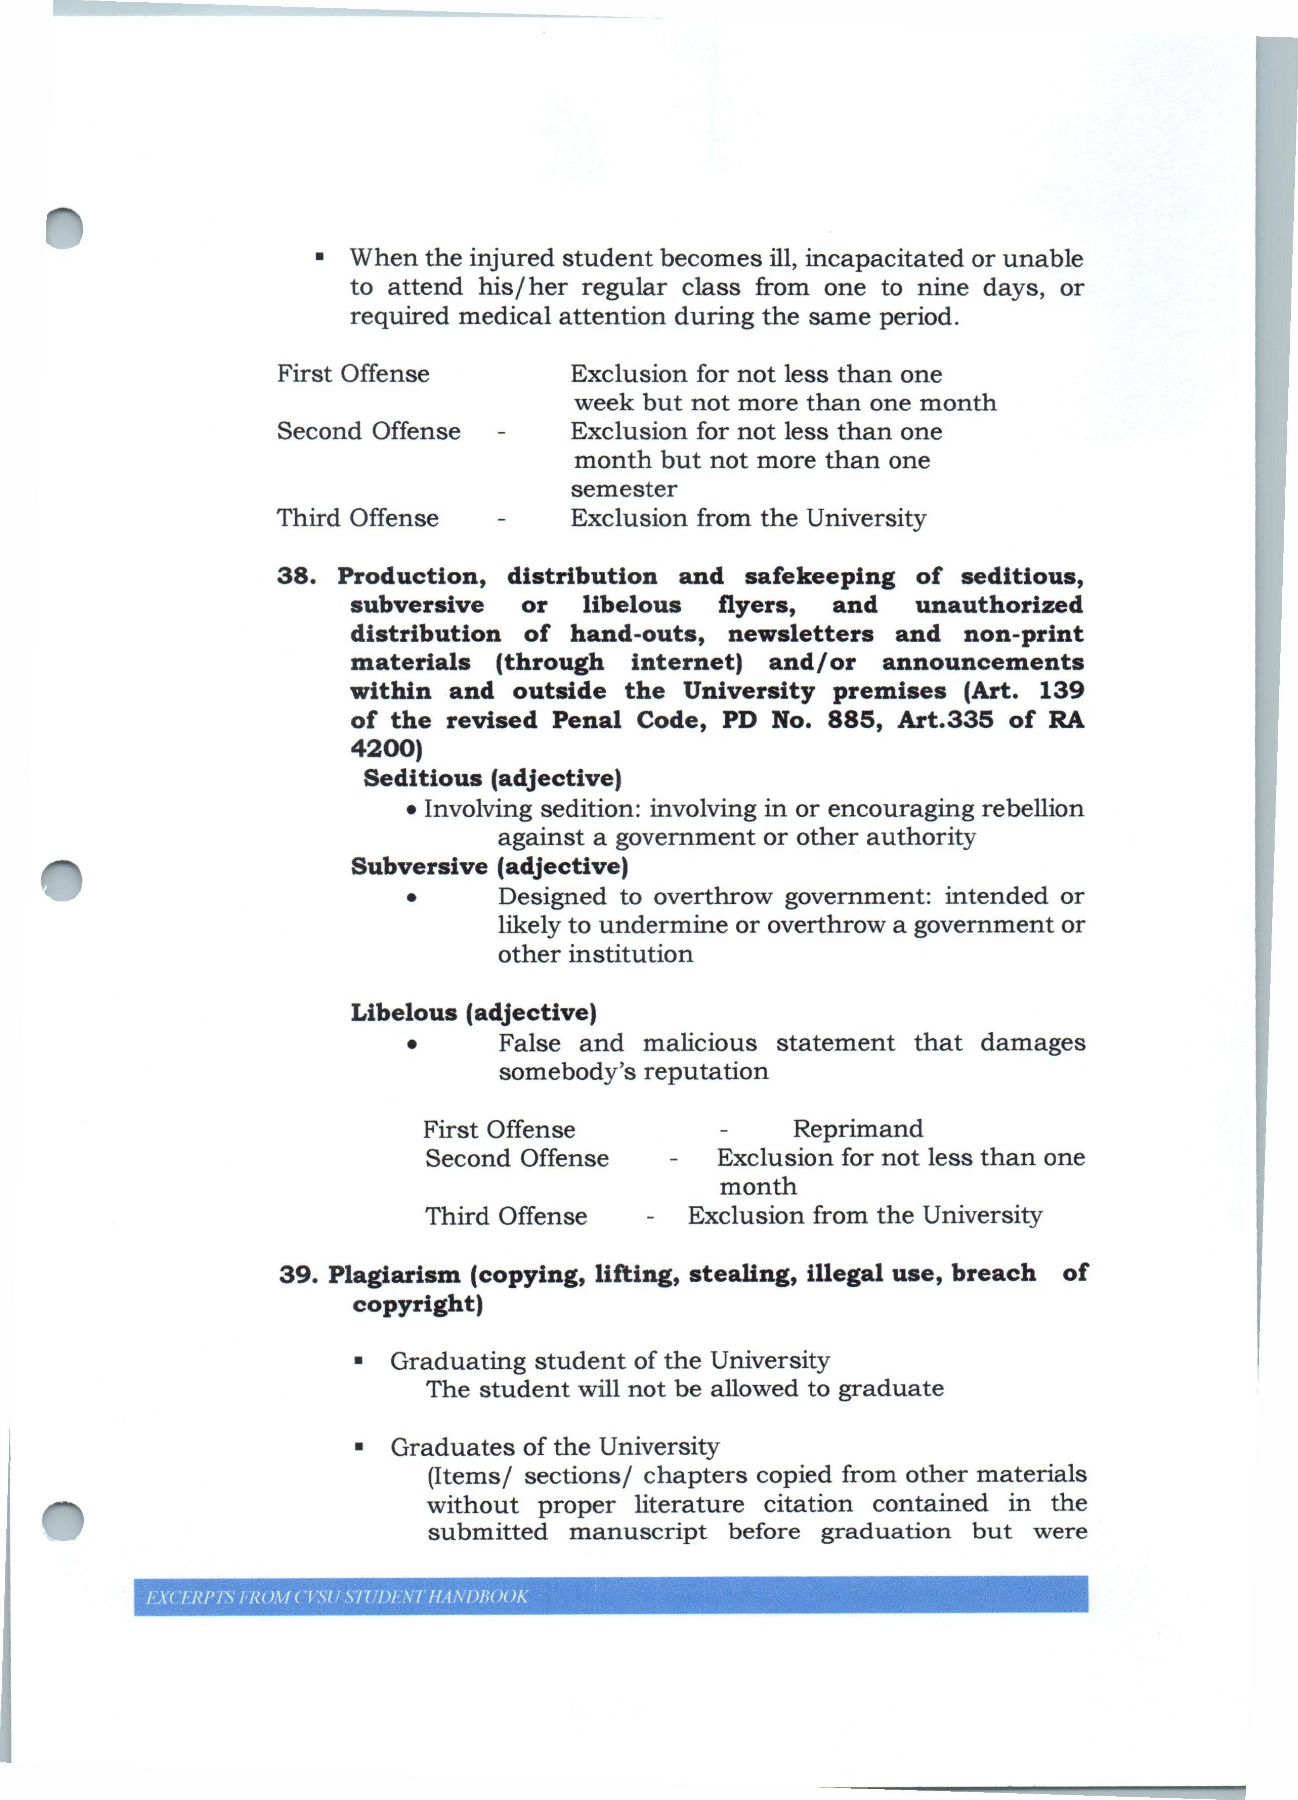 ▪ When the injured student becomes ill, incapacitated or unable
to attend his/her regular class from one to nine days, or
required medical attention during the same period.
First Offense Exclusion for not less than one
week but not more than one month
Second Offense - Exclusion for not less than one
month but not more than one
semester
Third Offense - Exclusion from the University
38. Production, distribution and safekeeping of seditious,
subversive or libelous flyers, and unauthorized
distribution of hand-outs, newsletters and non-print
materials (through internet) and/or announcements
within and outside the University premises (Art. 139
of the revised Penal Code, PD No. 885, Art.335 of RA
4200)
Seditious (adjective)
• Involving sedition: involving in or encouraging rebellion
against a government or other authority
Subversive (adjective)
• Designed to overthrow government: intended or
likely to undermine or overthrow a government or
other institution
Libelous (adjective)
• False and malicious statement that damages
somebody's reputation
First Offense - Reprimand
Second Offense - Exclusion for not less than one
month
Third Offense - Exclusion from the University
39. Plagiarism (copying, lifting, stealing, illegal use, breach of
copyright)
▪ Graduating student of the University
The student will not be allowed to graduate
▪ Graduates of the University
(Items/ sections/ chapters copied from other materials
without proper literature citation contained in the
submitted manuscript before graduation but were
EXCERPTS FROM CVSU STUDENT HANDBOOK